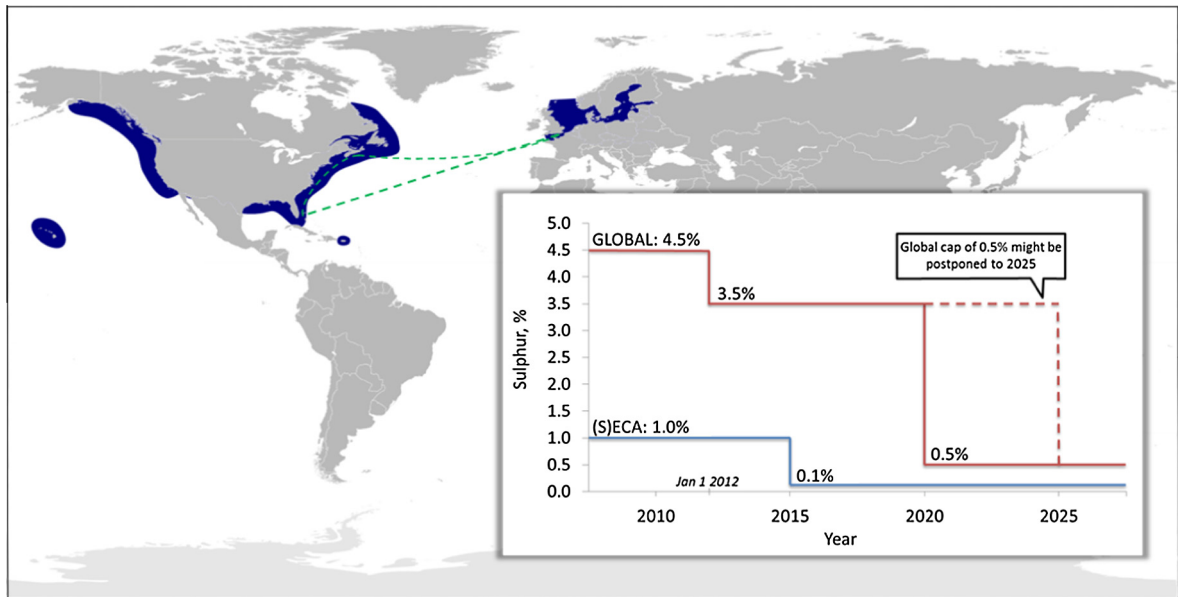 5.0
4.5
4.0
3.5
3.0
2.5
2.0
1.5
1.0
0.5
0.0
Sulphur, %
GLOBAL: 4.5%
3.5%
Global cap of 0.5% might be
postponed to 2025
(S)ECA: 1.0%
0.1%
0.5%
Jan 1 2012
2010
2015
2020
2025
Year